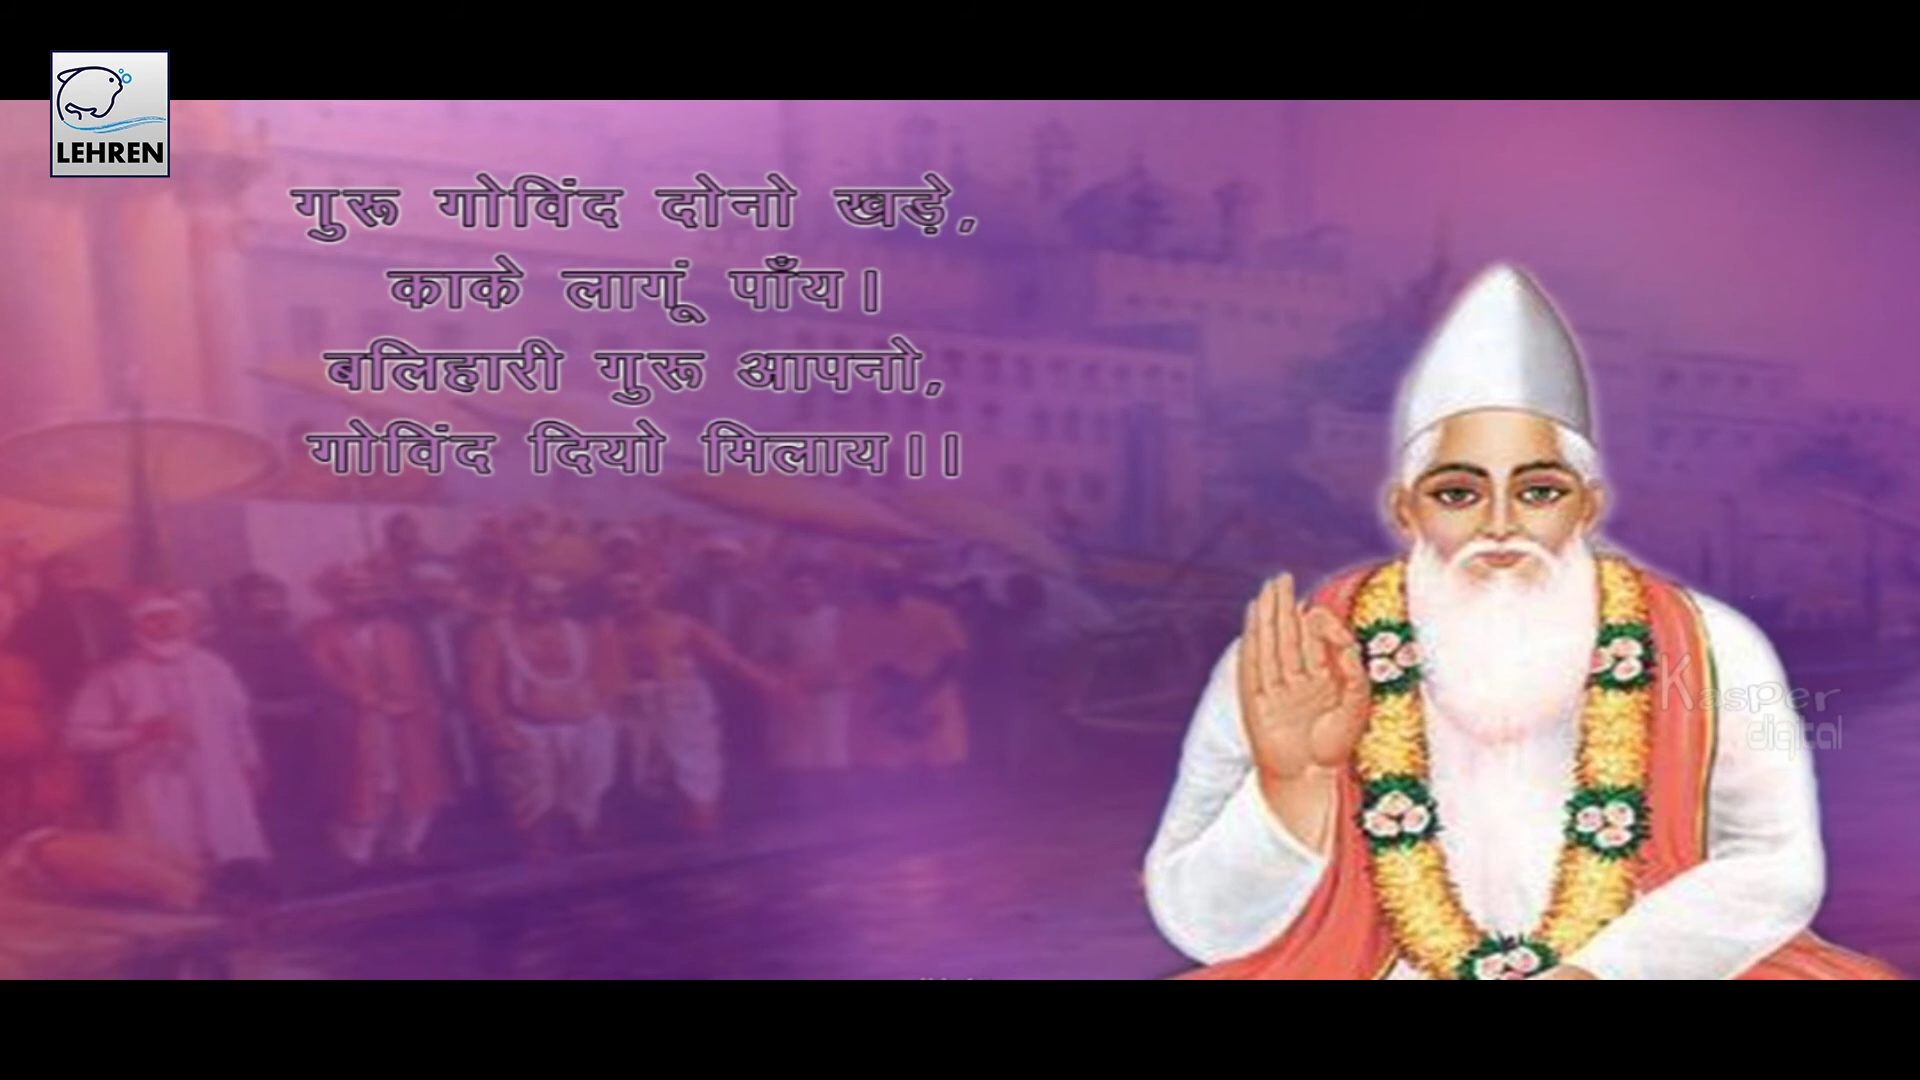 LEHREN
गुरू गोविंद दोनो खड़े,
काके लागूं पाँय।
बलिहारी गुरू आपनो,
गोविंद दियो मिलाय।।
Kasper
digital